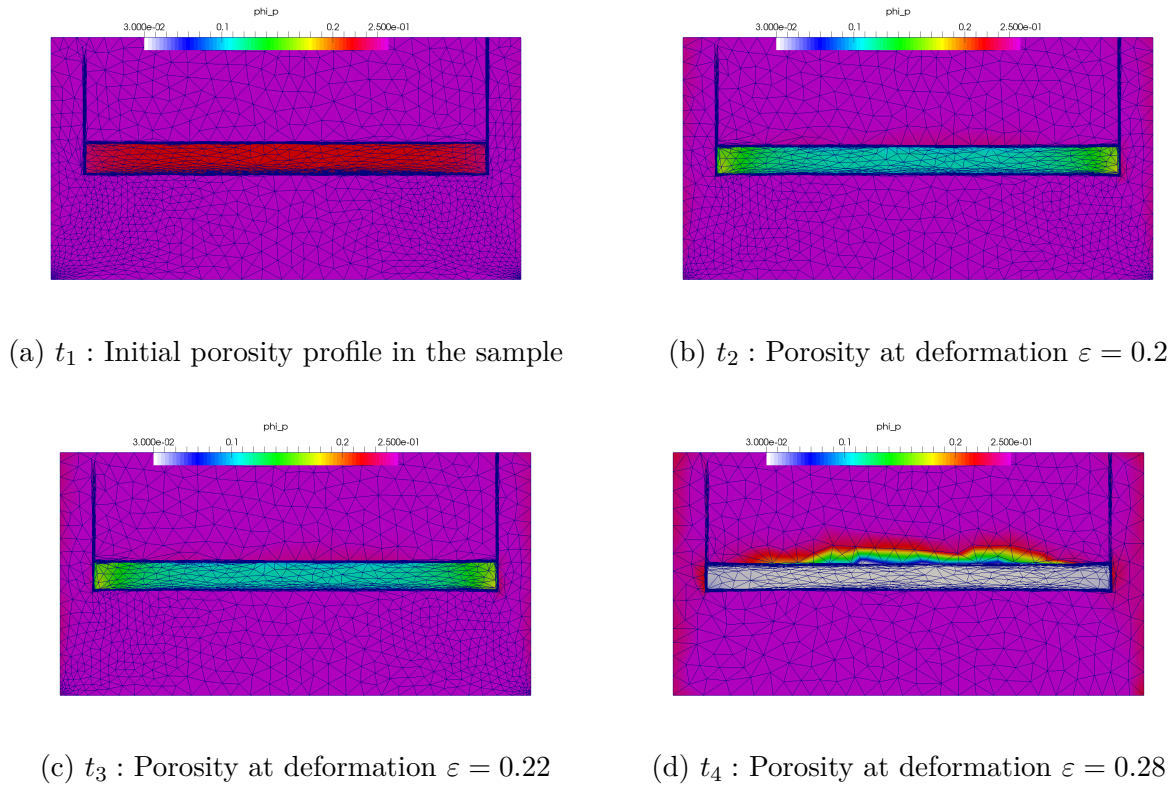 phi_p
3.000e-02 0.1 0.2 2.500e-01
phi_p
3.000e-02 0.1 0.2 2.500e-01
(a) t₁ : Initial porosity profile in the sample
(b) t₂ : Porosity at deformation ε = 0.2
phi_p
3.000e-02 0.1 0.2 2.500e-01
phi_p
3.000e-02 0.1 0.2 2.500e-01
(c) t₃ : Porosity at deformation ε = 0.22
(d) t₄ : Porosity at deformation ε = 0.28